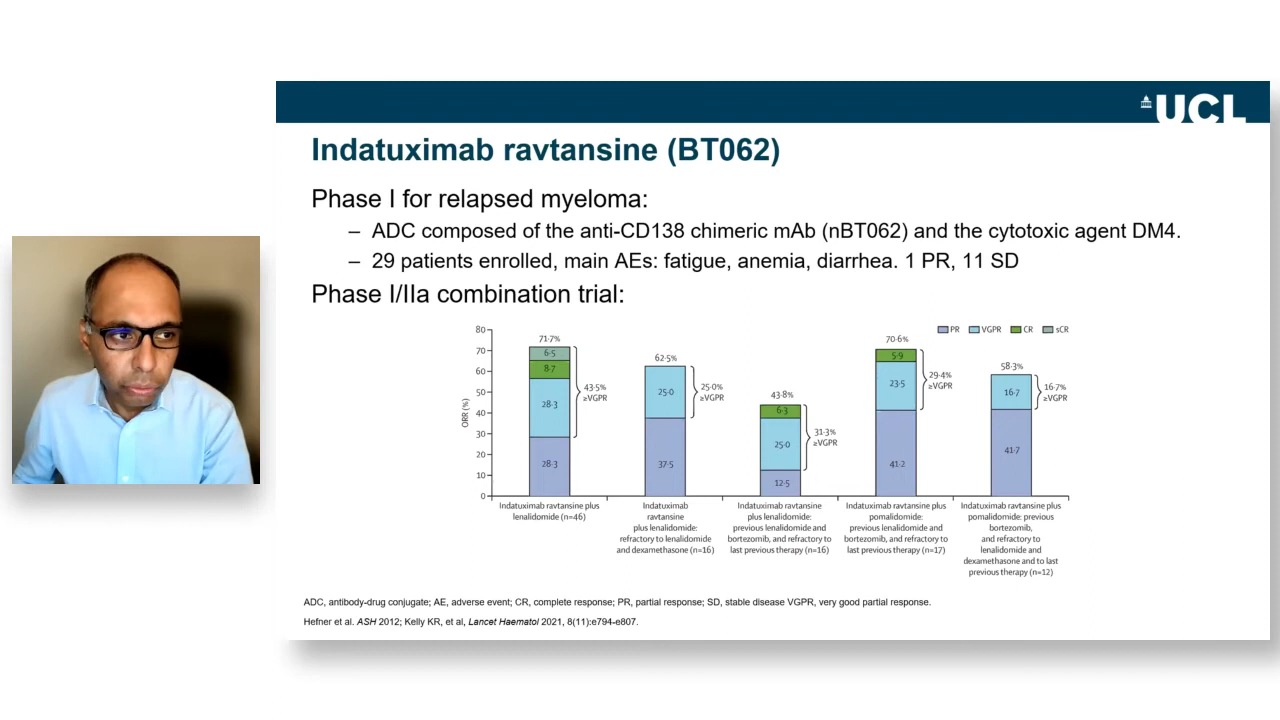 UCL
Indatuximab ravtansine (BT062)
Phase I for relapsed myeloma:
– ADC composed of the anti-CD138 chimeric mAb (nBT062) and the cytotoxic agent DM4.
– 29 patients enrolled, main AEs: fatigue, anemia, diarrhea. 1 PR, 11 SD
Phase I/IIa combination trial:
PR VGPR CR sCR
ORR (%)
80
70
60
50
40
30
20
10
0
71·7%
6·5
8·7
28·3
28·3
43·5%
≥VGPR
62·5%
25·0
37·5
25·0%
≥VGPR
43·8%
6·3
25·0
12·5
31·3%
≥VGPR
70·6%
5·9
23·5
41·2
29·4%
≥VGPR
58·3%
16·7
41·7
16·7%
≥VGPR
Indatuximab ravtansine plus
lenalidomide (n=46)
Indatuximab
ravtansine
plus lenalidomide:
refractory to lenalidomide
and dexamethasone (n=16)
Indatuximab ravtansine
plus lenalidomide:
previous lenalidomide and
bortezomib, and refractory to
last previous therapy (n=16)
Indatuximab ravtansine plus
pomalidomide:
previous lenalidomide and
bortezomib, and refractory to
last previous therapy (n=17)
Indatuximab ravtansine plus
pomalidomide: previous
bortezomib,
and refractory to
lenalidomide and
dexamethasone and to last
previous therapy (n=12)
ADC, antibody-drug conjugate; AE, adverse event; CR, complete response; PR, partial response; SD, stable disease VGPR, very good partial response.
Hefner et al. ASH 2012; Kelly KR, et al, Lancet Haematol 2021, 8(11):e794-e807.